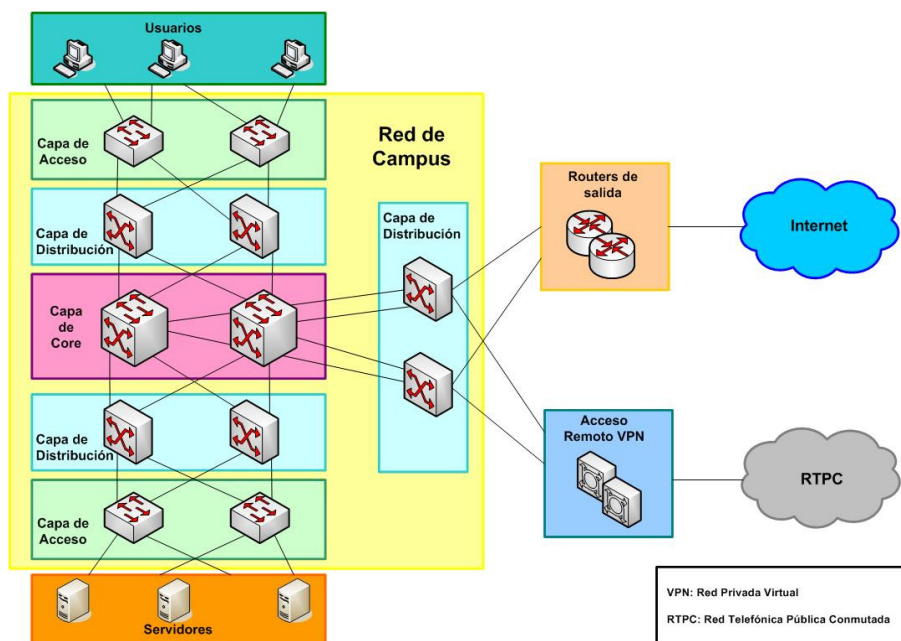 Usuarios
Capa de
Acceso
Red de
Campus
Capa de
Distribución
Capa de
Distribución
Routers de
salida
Internet
Capa
de
Core
Capa de
Distribución
Acceso
Remoto VPN
RTPC
Capa de
Acceso
Servidores
VPN: Red Privada Virtual
RTPC: Red Telefónica Pública Conmutada